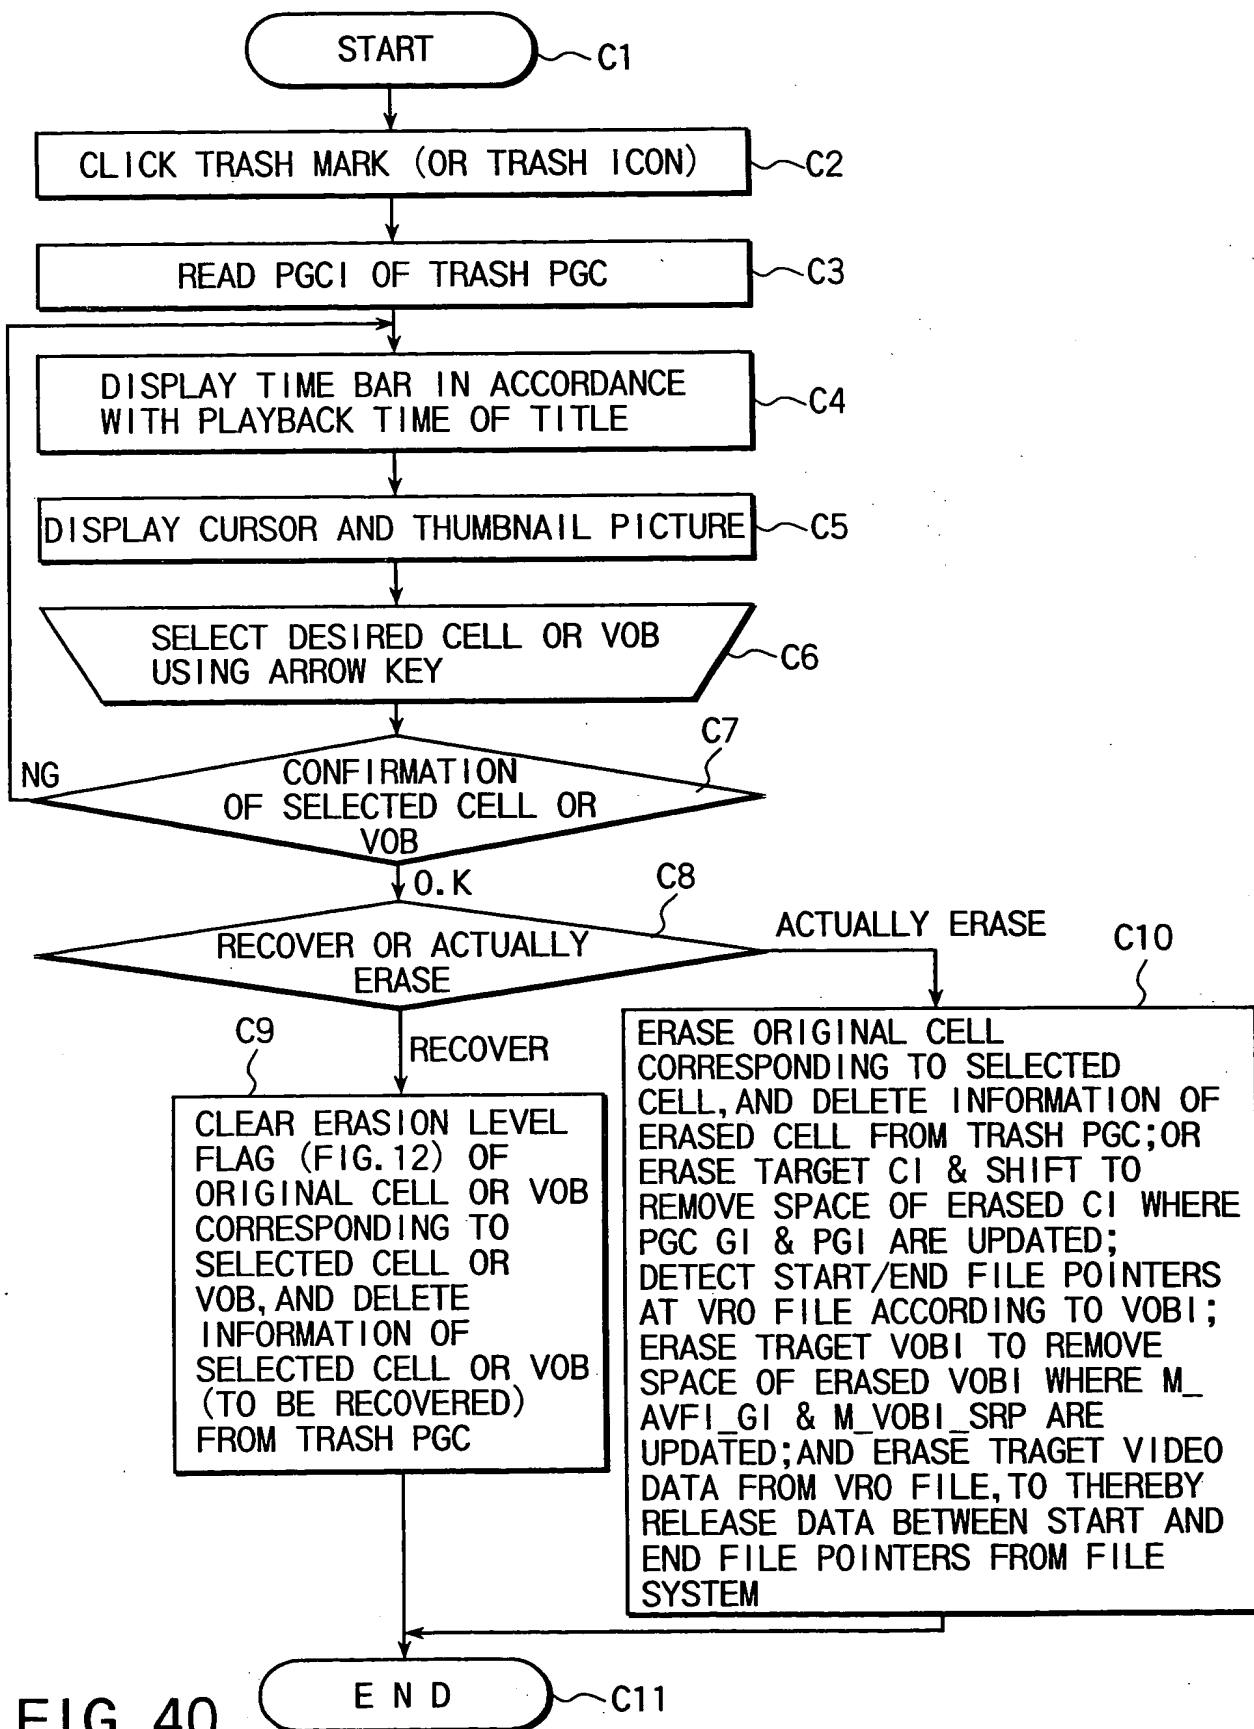 START
C1
CLICK TRASH MARK (OR TRASH ICON)
C2
READ PGCI OF TRASH PGC
C3
DISPLAY TIME BAR IN ACCORDANCE
WITH PLAYBACK TIME OF TITLE
C4
DISPLAY CURSOR AND THUMBNAIL PICTURE
C5
SELECT DESIRED CELL OR VOB
USING ARROW KEY
C6
C7
NG
CONFIRMATION
OF SELECTED CELL OR
VOB
O.K
C8
RECOVER OR ACTUALLY
ERASE
ACTUALLY ERASE
C10
C9
RECOVER
CLEAR ERASION LEVEL
FLAG (FIG.12) OF
ORIGINAL CELL OR VOB
CORRESPONDING TO
SELECTED CELL OR
VOB, AND DELETE
INFORMATION OF
SELECTED CELL OR VOB
(TO BE RECOVERED)
FROM TRASH PGC
ERASE ORIGINAL CELL
CORRESPONDING TO SELECTED
CELL, AND DELETE INFORMATION OF
ERASED CELL FROM TRASH PGC;OR
ERASE TARGET CI & SHIFT TO
REMOVE SPACE OF ERASED CI WHERE
PGC GI & PGI ARE UPDATED;
DETECT START/END FILE POINTERS
AT VRO FILE ACCORDING TO VOBI;
ERASE TRAGET VOBI TO REMOVE
SPACE OF ERASED VOBI WHERE M_
AVFI_GI & M_VOBI_SRP ARE
UPDATED;AND ERASE TRAGET VIDEO
DATA FROM VRO FILE, TO THEREBY
RELEASE DATA BETWEEN START AND
END FILE POINTERS FROM FILE
SYSTEM
END
C11
FIG. 40